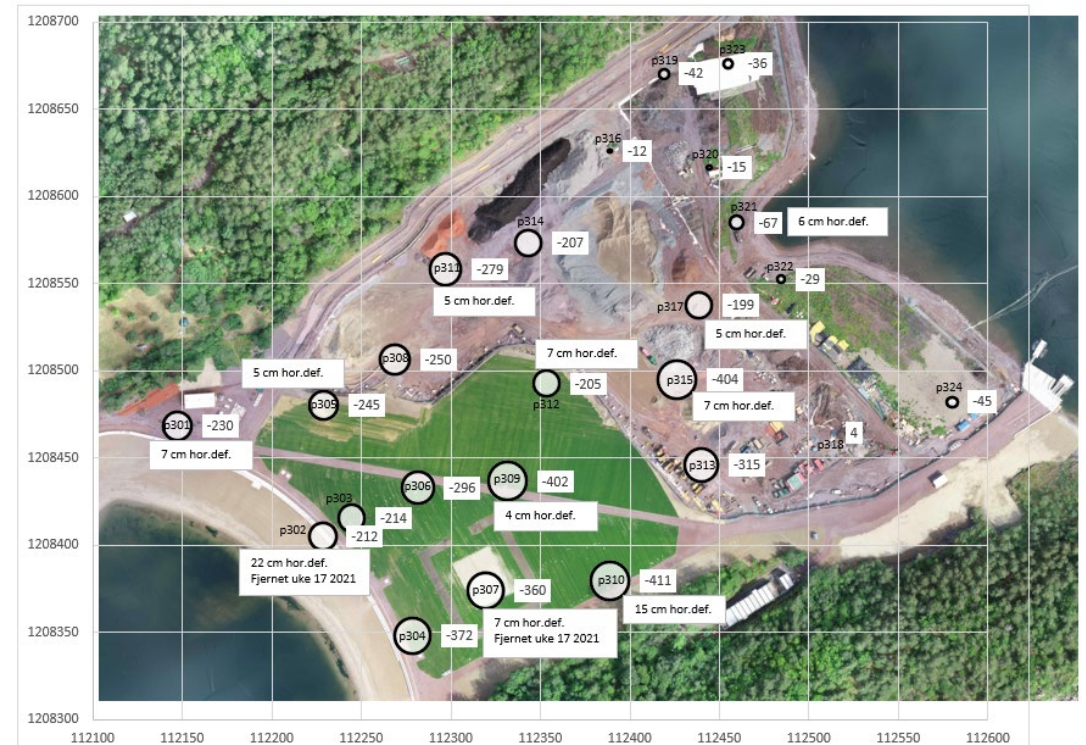 1208700
1208650
1208600
1208550
1208500
1208450
1208400
1208350
1208300
112100
112150
112200
112250
112300
112350
112400
112450
112500
112550
112600
p323
-36
p319
-42
p316
-12
p320
-15
p321
-67
6 cm hor.def.
p314
-207
p322
-29
p311
-279
5 cm hor.def.
p317
-199
5 cm hor.def.
p308
-250
7 cm hor.def.
p312
-205
p315
-404
7 cm hor.def.
5 cm hor.def.
p305
-245
p324
-45
p301
-230
7 cm hor.def.
p318
4
p313
-315
p306
-296
p309
-402
4 cm hor.def.
p303
-214
p302
-212
22 cm hor.def.
Fjernet uke 17 2021
p307
-360
7 cm hor.def.
Fjernet uke 17 2021
p310
-411
15 cm hor.def.
p304
-372